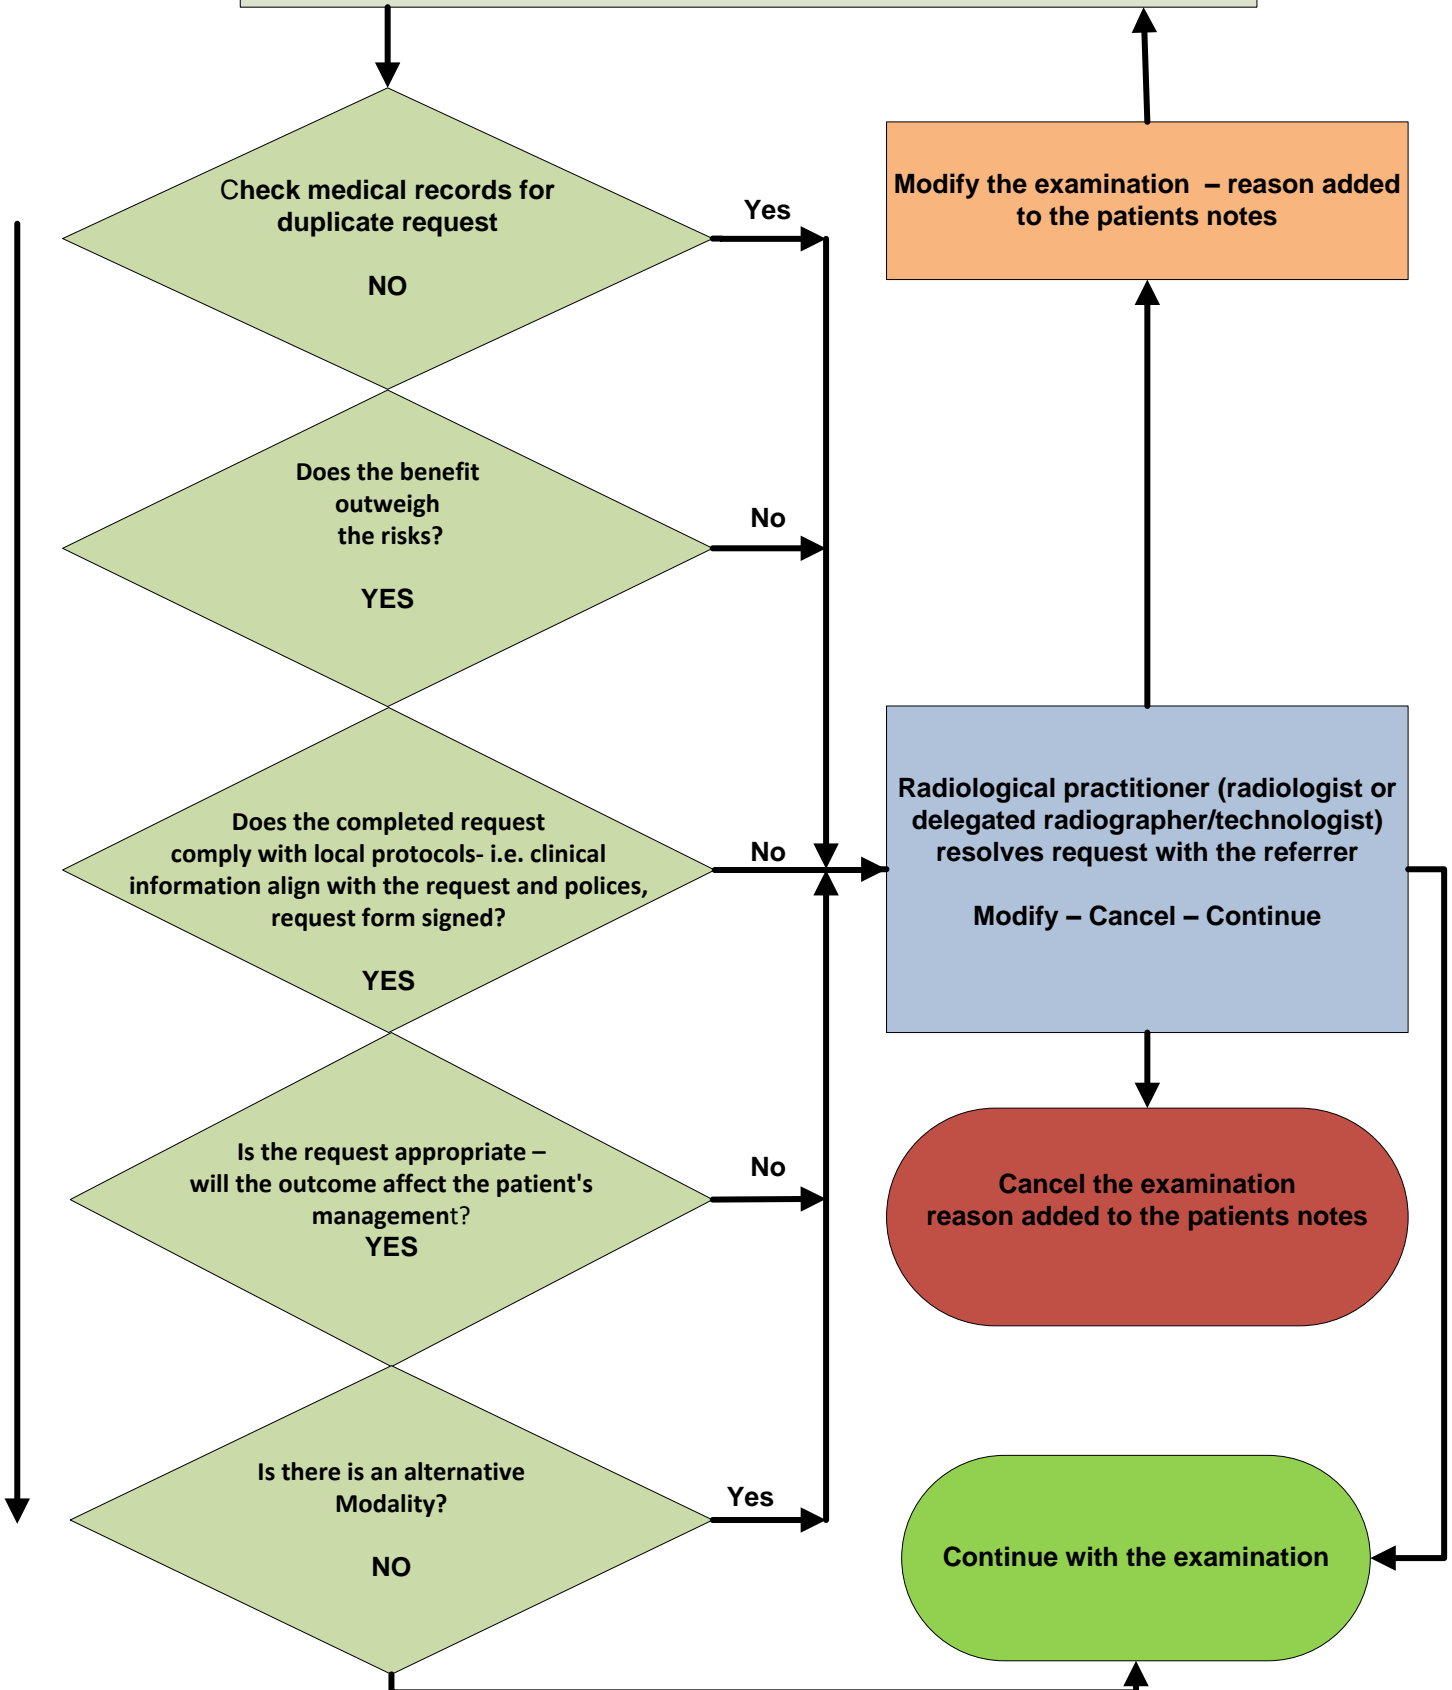 Check medical records for
duplicate request
NO
Yes
Modify the examination – reason added
to the patients notes
Does the benefit
outweigh
the risks?
YES
No
Does the completed request
comply with local protocols- i.e. clinical
information align with the request and polices,
request form signed?
YES
No
Radiological practitioner (radiologist or
delegated radiographer/technologist)
resolves request with the referrer
Modify – Cancel – Continue
Is the request appropriate –
will the outcome affect the patient's
management?
YES
No
Cancel the examination
reason added to the patients notes
Is there is an alternative
Modality?
NO
Yes
Continue with the examination